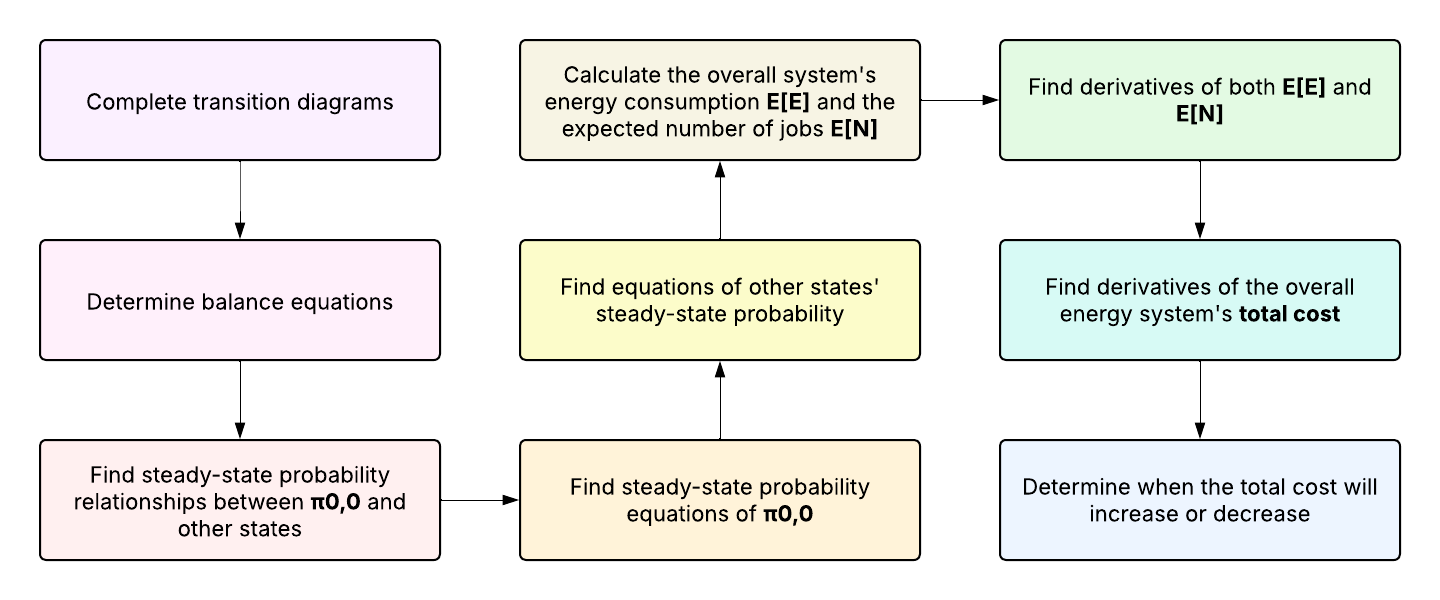 Complete transition diagrams
Determine balance equations
Find steady-state probability
relationships between π0,0 and
other states
Find steady-state probability
equations of π0,0
Find equations of other states'
steady-state probability
Calculate the overall system's
energy consumption E[E] and the
expected number of jobs E[N]
Find derivatives of both E[E] and
E[N]
Find derivatives of the overall
energy system's total cost
Determine when the total cost will
increase or decrease